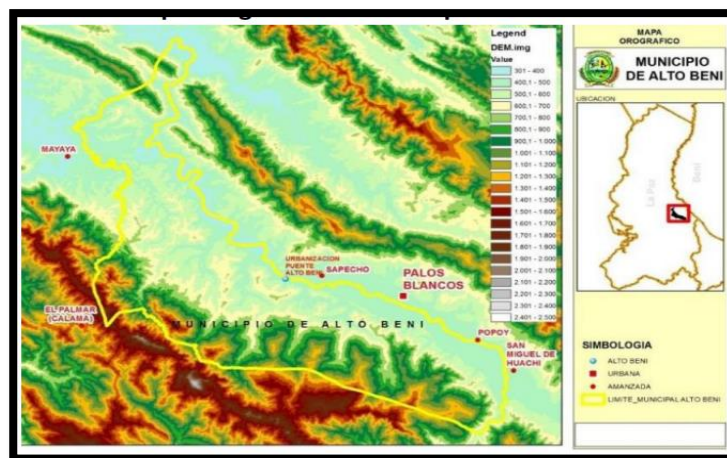 MAPA
OROGRAFICO
MUNICIPIO
DE ALTO BENI
UBICACION
La Paz
Beni
Legend
DEM.img
Value
301 - 400
400,1 - 500
500,1 - 600
600,1 - 700
700,1 - 800
800,1 - 900
900,1 - 1.000
1.001 - 1.100
1.101 - 1.200
1.201 - 1.300
1.301 - 1.400
1.401 - 1.500
1.501 - 1.600
1.601 - 1.700
1.701 - 1.800
1.801 - 1.900
1.901 - 2.000
2.001 - 2.100
2.101 - 2.200
2.201 - 2.300
2.301 - 2.400
2.401 - 2.500
MAYAYA
URBANIZACION
PUENTE
ALTO BENI
SAPECHO
PALOS
BLANCOS
EL PALMAR
(CALAMA)
MUNICIPIO DE ALTO BENI
POPOY
SAN
MIGUEL DE
HUACHI
SIMBOLOGIA
ALTO BENI
URBANA
AMANZADA
LIMITE_MUNICIPAL ALTO BENI